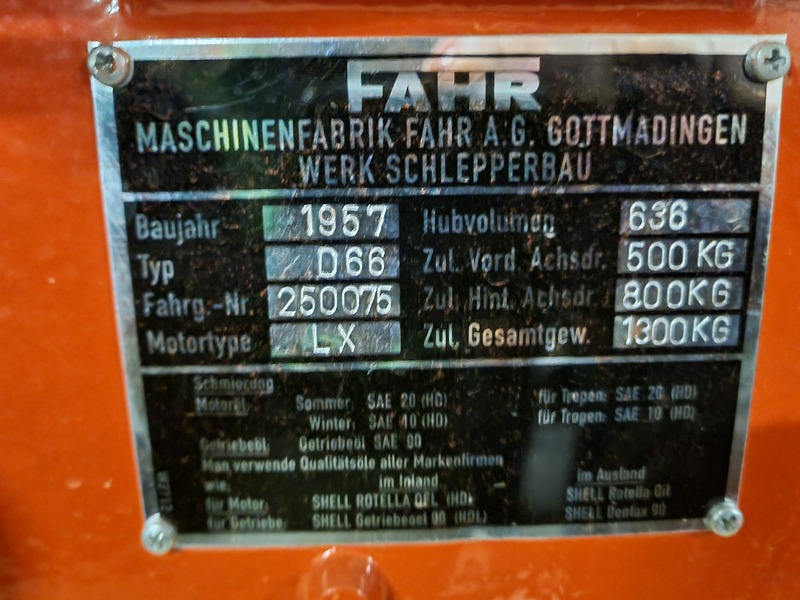 FAHR
MASCHINENFABRIK FAHR A.G. GOTTMADINGEN
WERK SCHLEPPERBAU
Baujahr 1957 Hubvolumen 636
Typ D66 Zul. Vord. Achsdr. 500 KG
Fahrg.-Nr. 250075 Zul. Hint. Achsdr. 800KG
Motortype LX Zul. Gesamtgew. 1300KG
Schmierung
Motoröl Sommer: SAE 20 (HD) für Tropen: SAE 20 (HD)
Winter: SAE 10 (HD) für Tropen: SAE 10 (HD)
Getriebeöl Getriebeöl SAE 90
Man verwende Qualitätsöle aller Markenfirmen
wie: im Inland im Ausland
für Motor: SHELL ROTELLA OEL (HD) SHELL Rotella Oil
für Getriebe: SHELL Getriebeoel 90 (HDL) SHELL Dentax 90